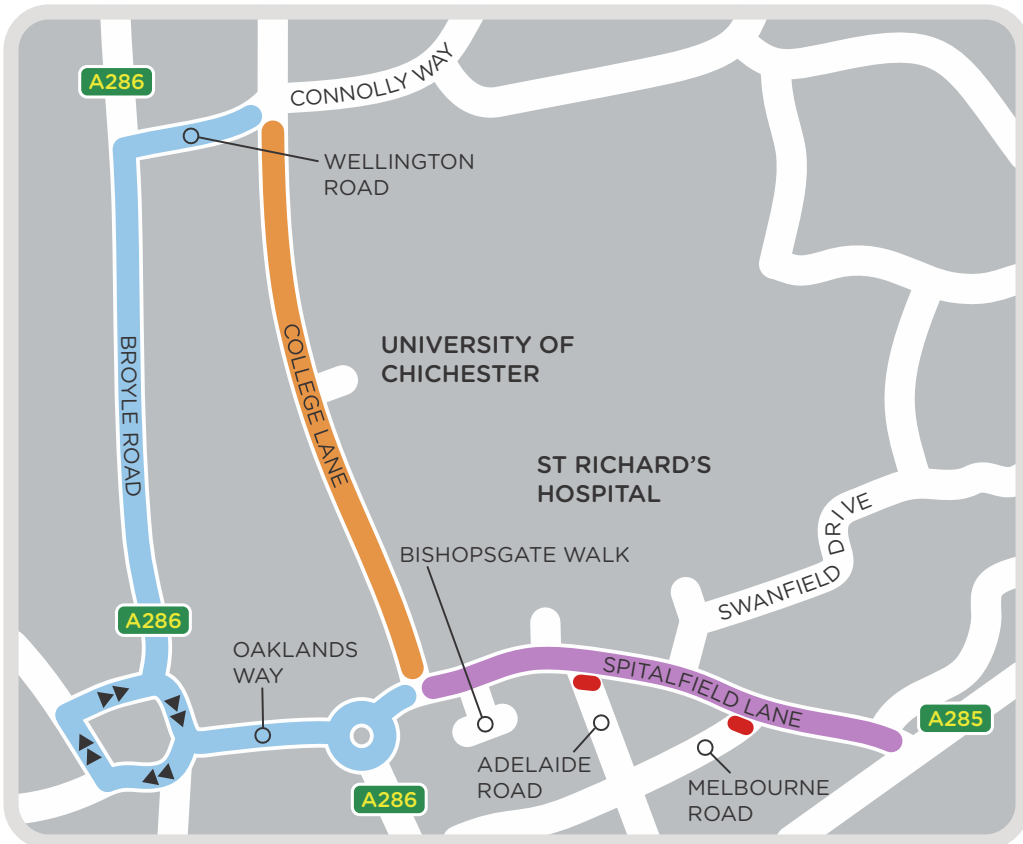 A286
CONNOLLY WAY
WELLINGTON
ROAD
BROYLE ROAD
COLLEGE LANE
UNIVERSITY OF
CHICHESTER
ST RICHARD’S
HOSPITAL
SWANFIELD DRIVE
BISHOPSGATE WALK
A286
OAKLANDS
WAY
SPITALFIELD LANE
A285
ADELAIDE
ROAD
MELBOURNE
ROAD
A286